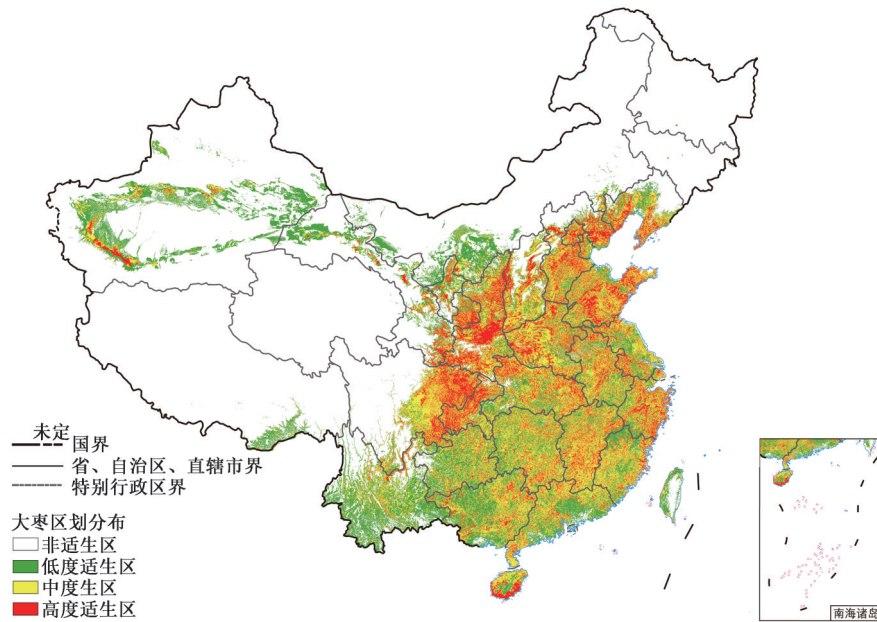 未定
国界
省、自治区、直辖市界
特别行政区界
大枣区划分布
非适生区
低度适生区
中度生区
高度适生区
南海诸岛